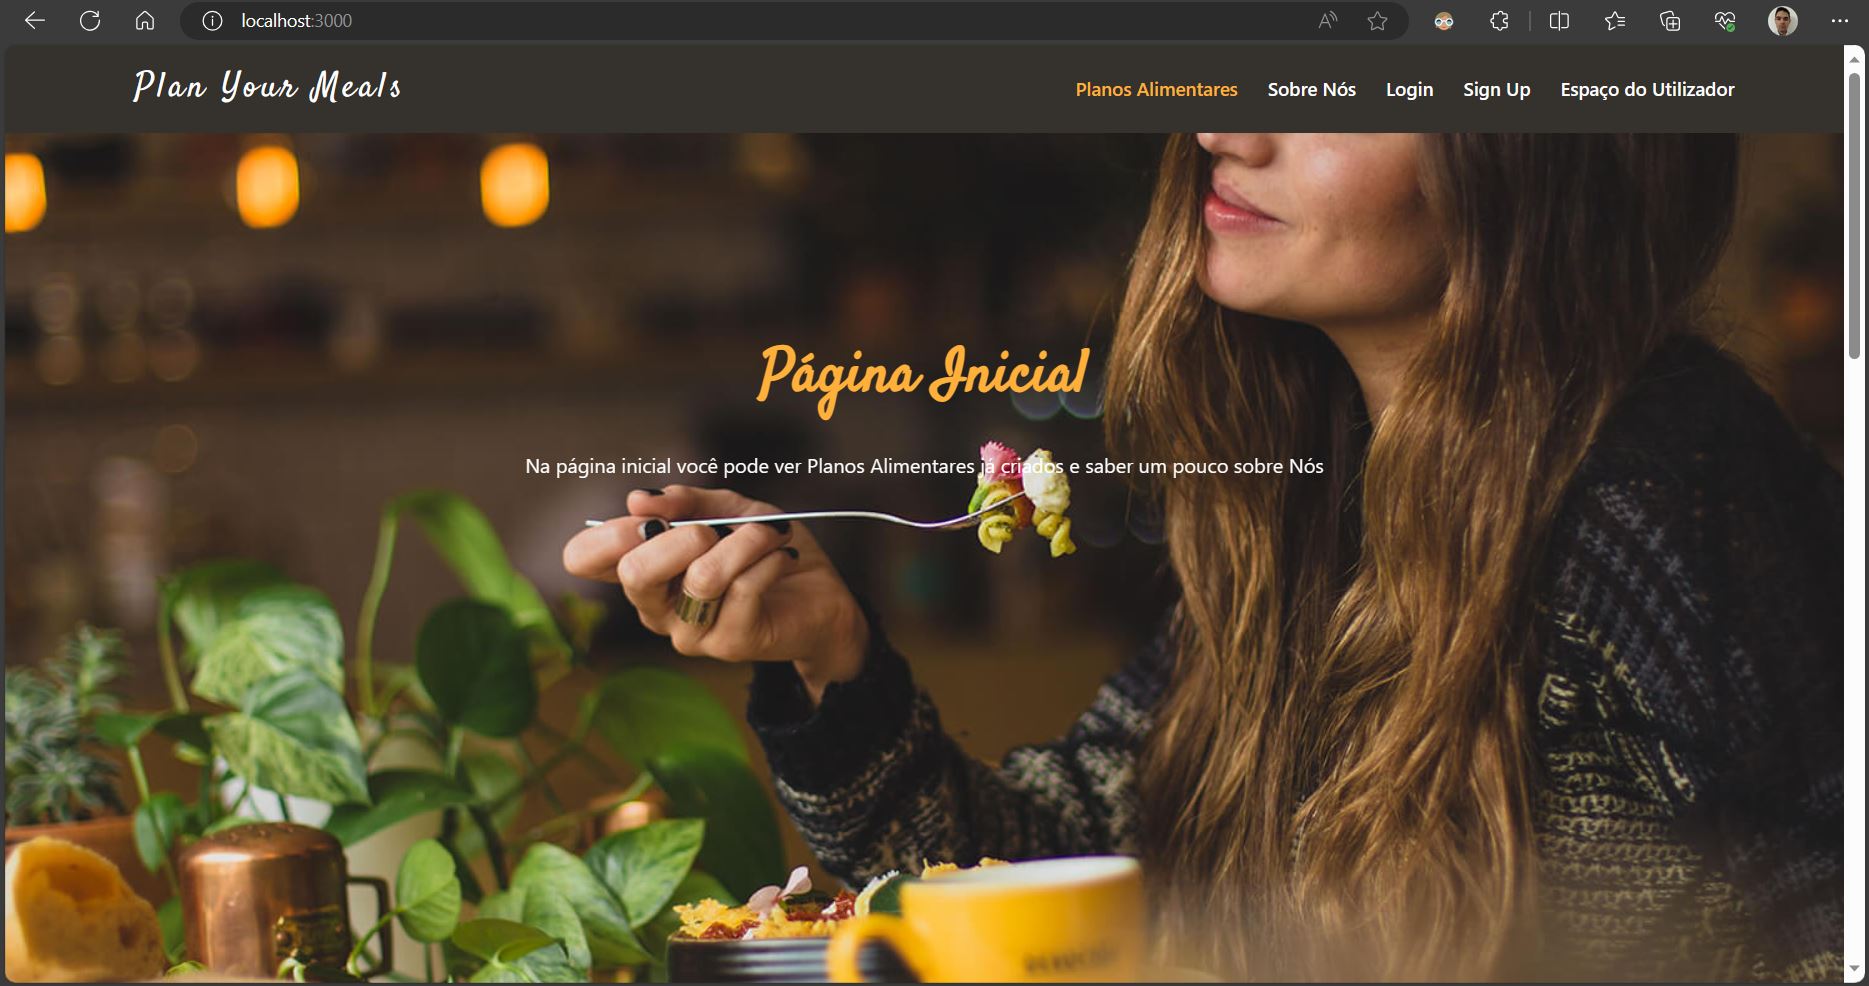 localhost:3000
Plan Your Meals
Planos Alimentares Sobre Nós Login Sign Up Espaço do Utilizador
Página Inicial
Na página inicial você pode ver Planos Alimentares já criados e saber um pouco sobre Nós